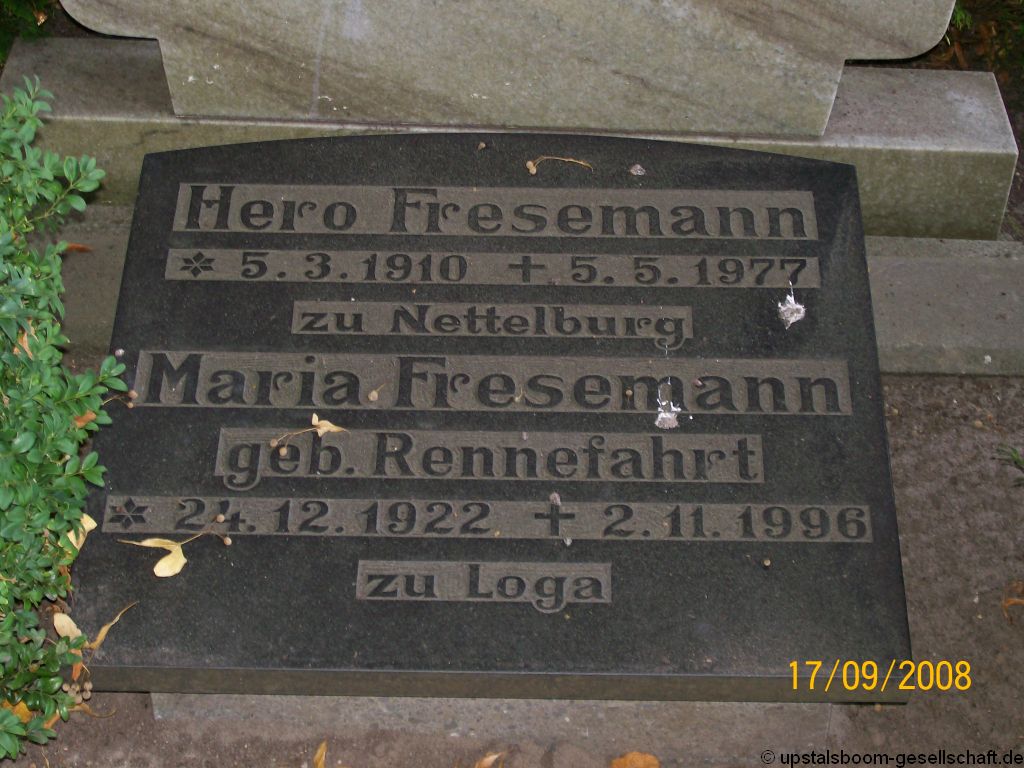 Hero Fresemann
* 5.3.1910 + 5.5.1977
zu Nettelburg
Maria Fresemann
geb. Rennefahrt
* 24.12.1922 + 2.11.1996
zu Loga
17/09/2008
© upstalsboom-gesellschaft.de